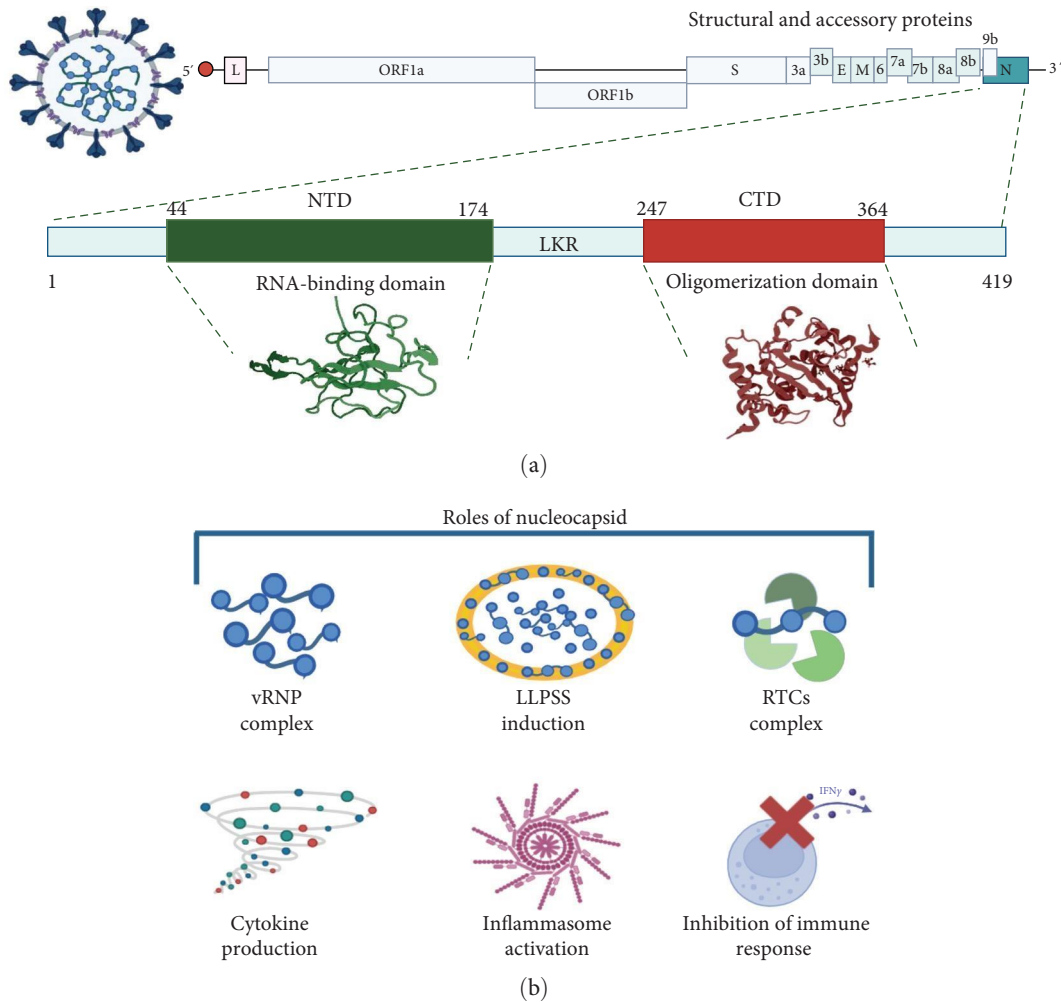 Structural and accessory proteins
5´ L ORF1a ORF1b S 3a 3b E M 6 7a 7b 8a 8b 9b N 3´
NTD CTD
44 174 247 364
LKR
1 419
RNA-binding domain Oligomerization domain
(a)
Roles of nucleocapsid
vRNP
complex
LLPSS
induction
RTCs
complex
IFNγ
Cytokine
production
Inflammasome
activation
Inhibition of immune
response
(b)